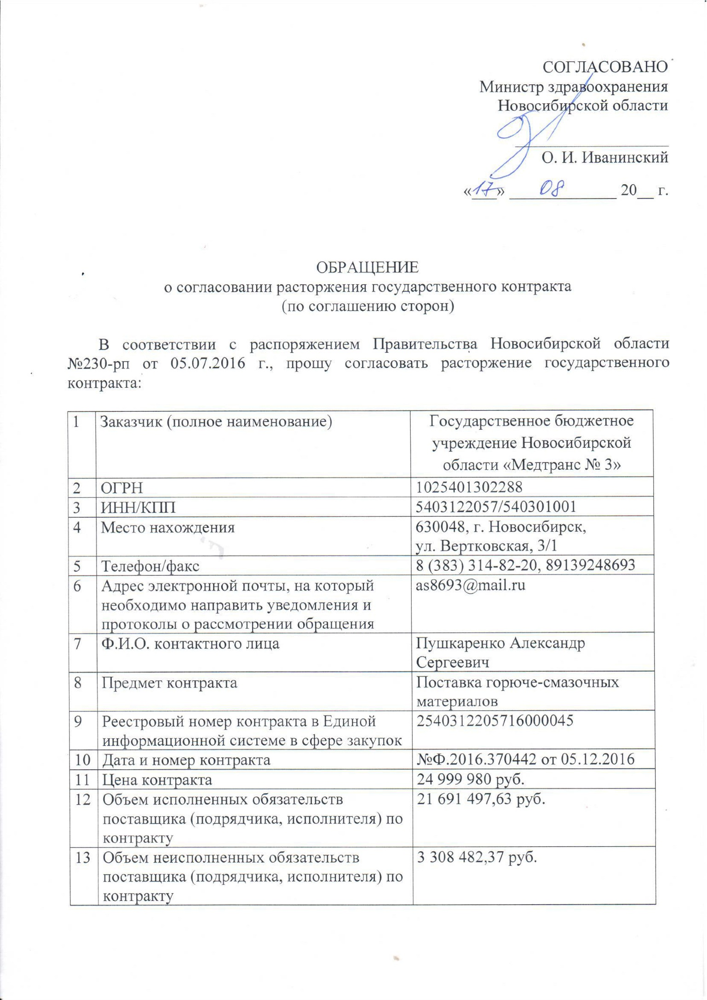 СОГЛАСОВАНО
Министр здравоохранения
Новосибирской области
О. И. Иванинский
«17» 08 20__ г.
ОБРАЩЕНИЕ
о согласовании расторжения государственного контракта
(по соглашению сторон)
В соответствии с распоряжением Правительства Новосибирской области
№230-рп от 05.07.2016 г., прошу согласовать расторжение государственного
контракта:
1 Заказчик (полное наименование) Государственное бюджетное
учреждение Новосибирской
области «Медтранс № 3»
2 ОГРН 1025401302288
3 ИНН/КПП 5403122057/540301001
4 Место нахождения 630048, г. Новосибирск,
ул. Вертковская, 3/1
5 Телефон/факс 8 (383) 314-82-20, 89139248693
6 Адрес электронной почты, на который as8693@mail.ru
необходимо направить уведомления и
протоколы о рассмотрении обращения
7 Ф.И.О. контактного лица Пушкаренко Александр
Сергеевич
8 Предмет контракта Поставка горюче-смазочных
материалов
9 Реестровый номер контракта в Единой 2540312205716000045
информационной системе в сфере закупок
10 Дата и номер контракта №Ф.2016.370442 от 05.12.2016
11 Цена контракта 24 999 980 руб.
12 Объем исполненных обязательств 21 691 497,63 руб.
поставщика (подрядчика, исполнителя) по
контракту
13 Объем неисполненных обязательств 3 308 482,37 руб.
поставщика (подрядчика, исполнителя) по
контракту